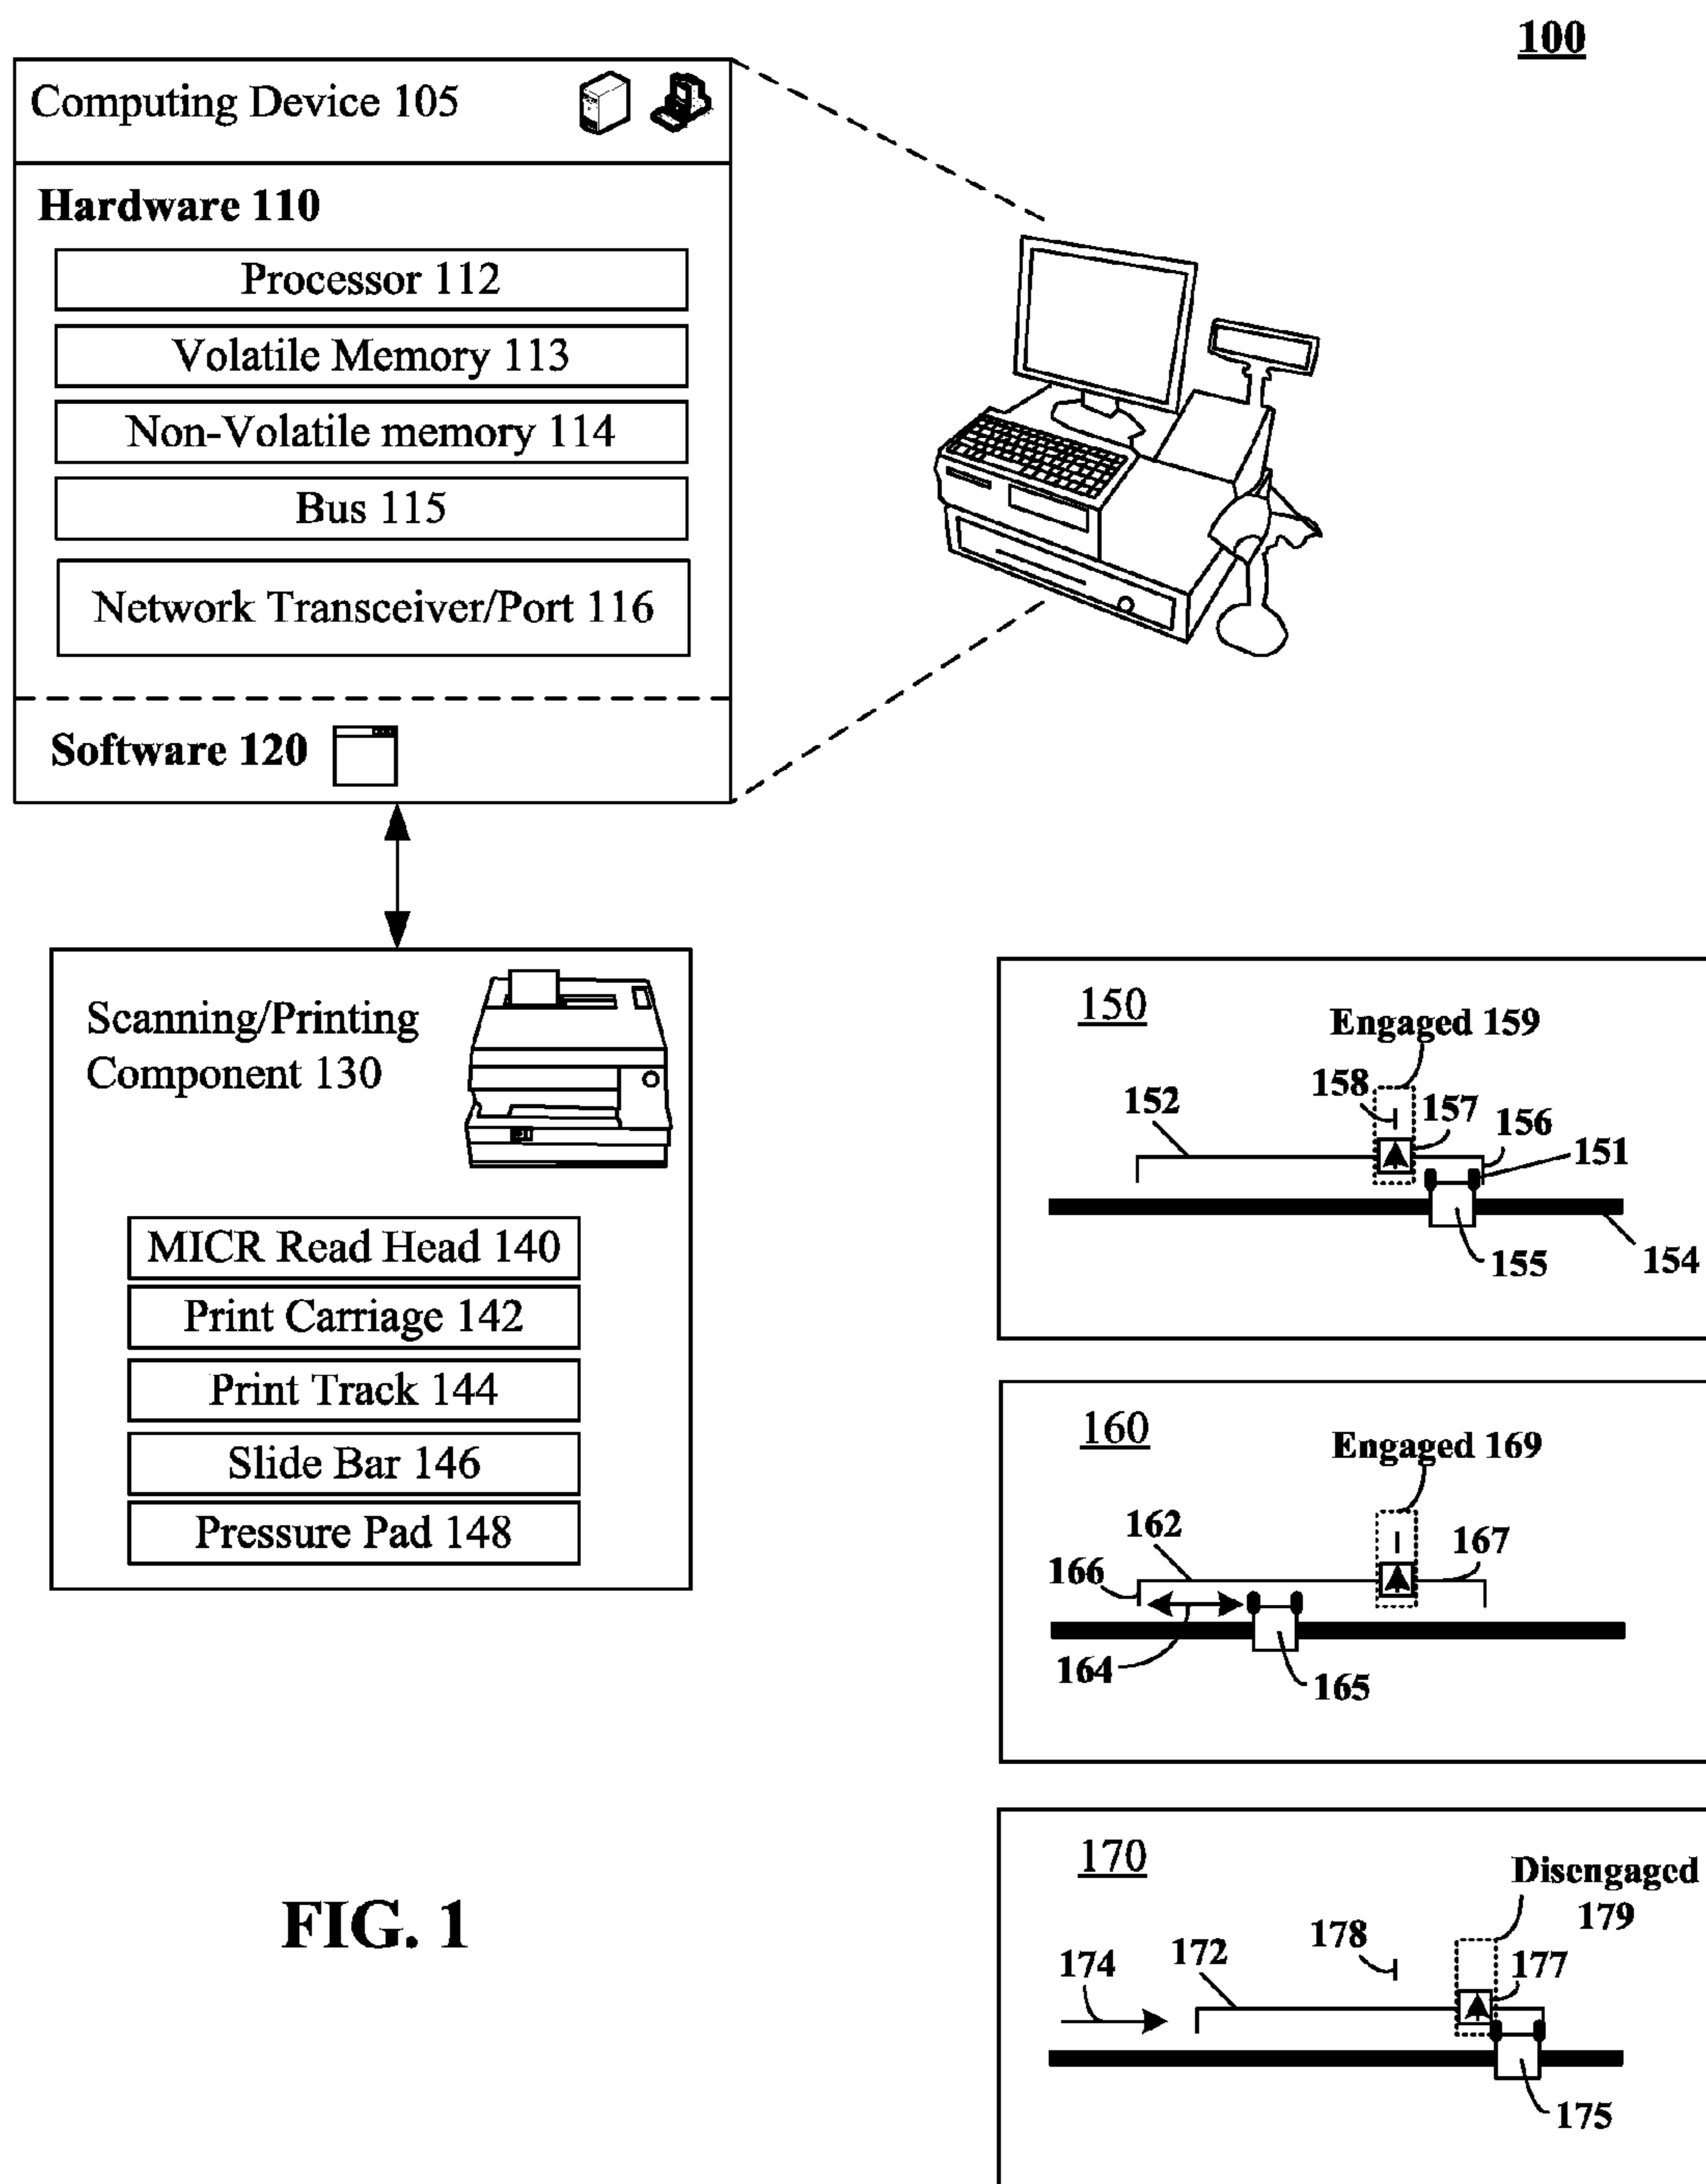 100
Computing Device 105
Hardware 110
Processor 112
Volatile Memory 113
Non-Volatile memory 114
Bus 115
Network Transceiver/Port 116
Software 120
Scanning/Printing
Component 130
MICR Read Head 140
Print Carriage 142
Print Track 144
Slide Bar 146
Pressure Pad 148
150
Engaged 159
158
152
157
156
151
155
154
160
Engaged 169
162
167
166
164
165
170
Disengaged
179
178
172
174
177
175
FIG. 1